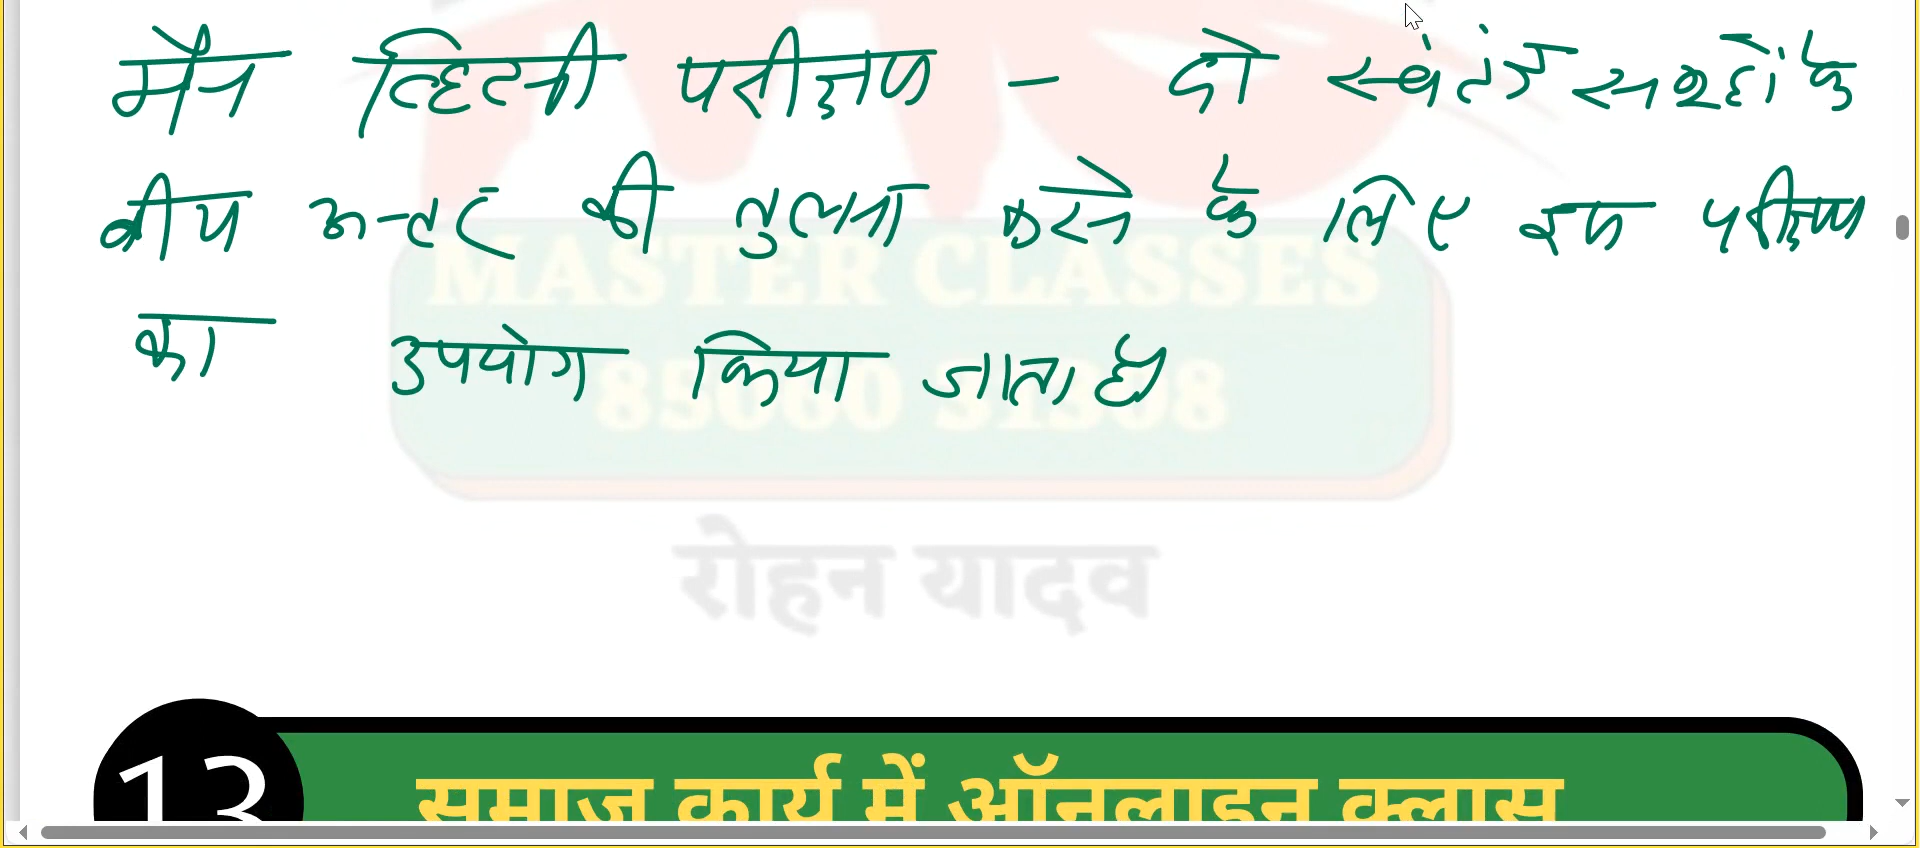 मैन व्हिटनी परीक्षण - दो स्वतंत्र समूहों के
बीच अन्तर की तुलना करने के लिए इस परीक्षण
का उपयोग किया जाता है
MASTER CLASSES
रोहन यादव
13
समाज कार्य में ऑनलाइन क्लास